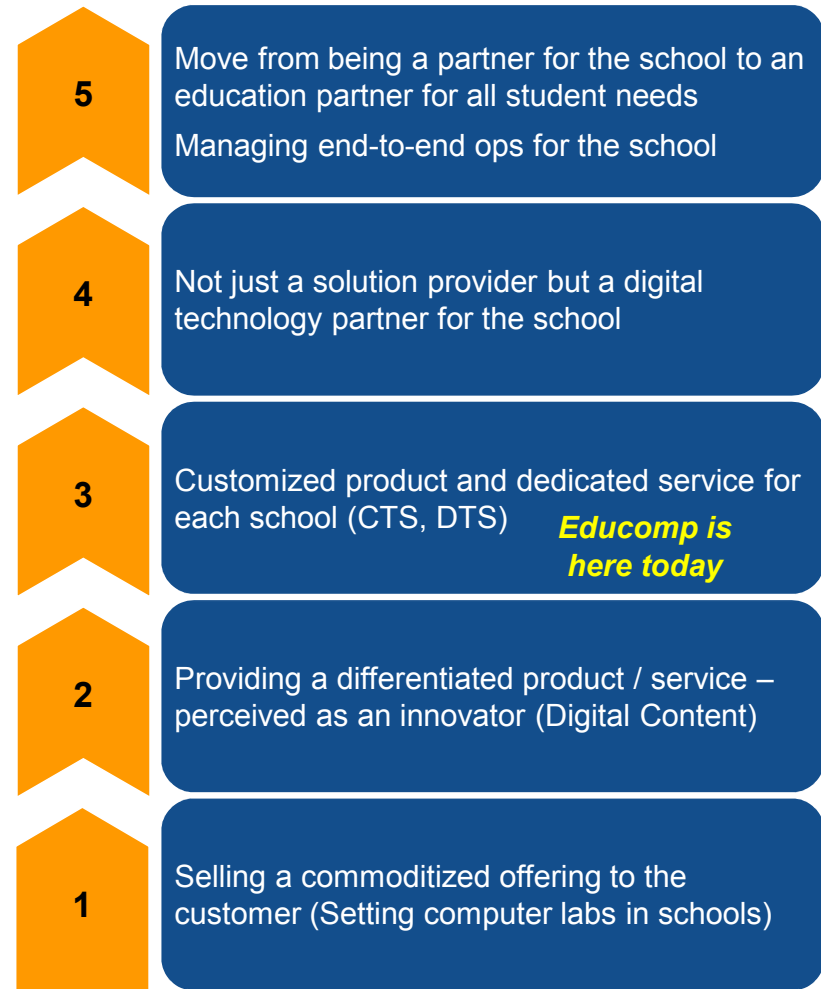 5
Move from being a partner for the school to an
education partner for all student needs
Managing end-to-end ops for the school
4
Not just a solution provider but a digital
technology partner for the school
3
Customized product and dedicated service for
each school (CTS, DTS)
Educomp is
here today
2
Providing a differentiated product / service –
perceived as an innovator (Digital Content)
1
Selling a commoditized offering to the
customer (Setting computer labs in schools)